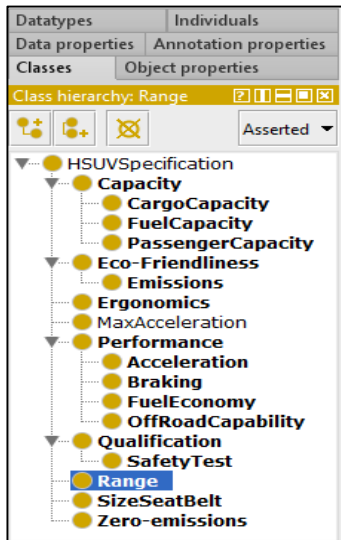 Datatypes Individuals
Data properties Annotation properties
Classes Object properties
Class hierarchy: Range
Asserted
HSUVSpecification
Capacity
CargoCapacity
FuelCapacity
PassengerCapacity
Eco-Friendliness
Emissions
Ergonomics
MaxAcceleration
Performance
Acceleration
Braking
FuelEconomy
OffRoadCapability
Qualification
SafetyTest
Range
SizeSeatBelt
Zero-emissions